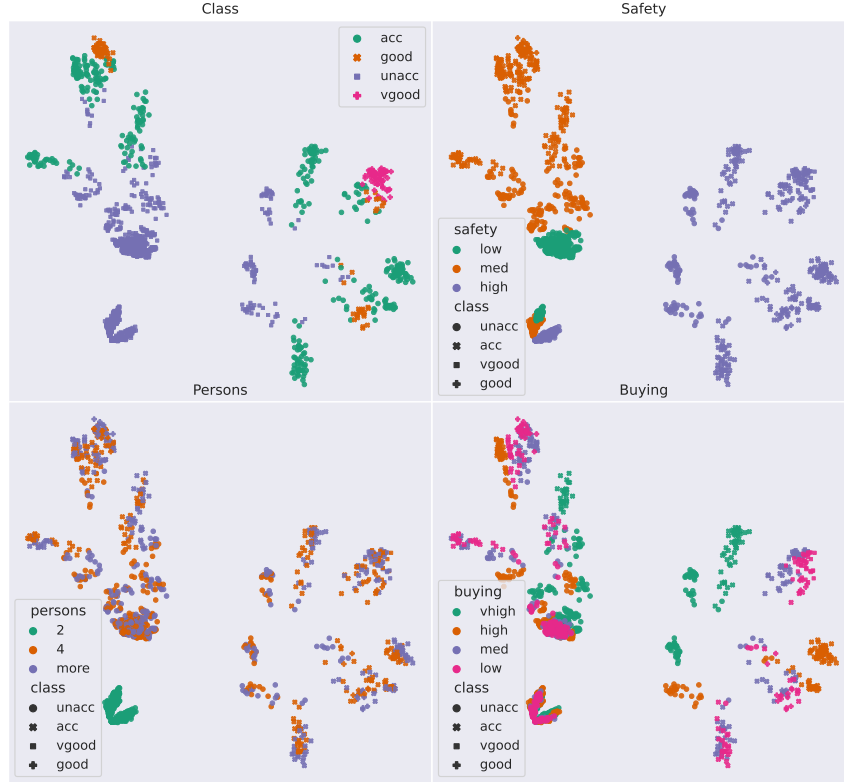 Class
acc
good
unacc
vgood
Safety
safety
low
med
high
class
unacc
acc
vgood
good
Persons
persons
2
4
more
class
unacc
acc
vgood
good
Buying
buying
vhigh
high
med
low
class
unacc
acc
vgood
good